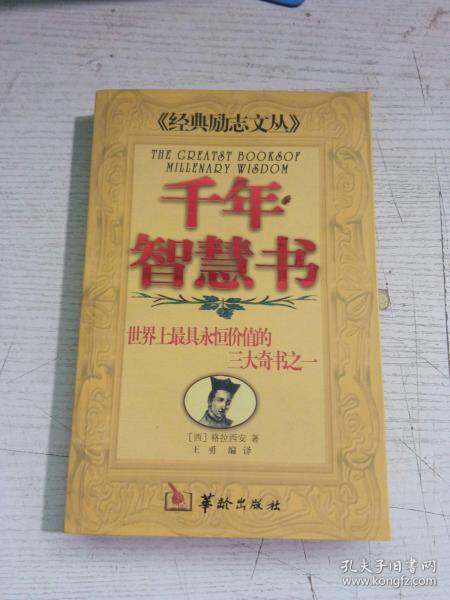 《经典励志文丛》
THE GREATST BOOKSOF
MILLENARY WISDOM
千年
智慧书
世界上最具永恒价值的
三大奇书之一
[西] 格拉西安 著
王 勇 编 译
華龄出版社
孔夫子旧书网
www.kongfz.com